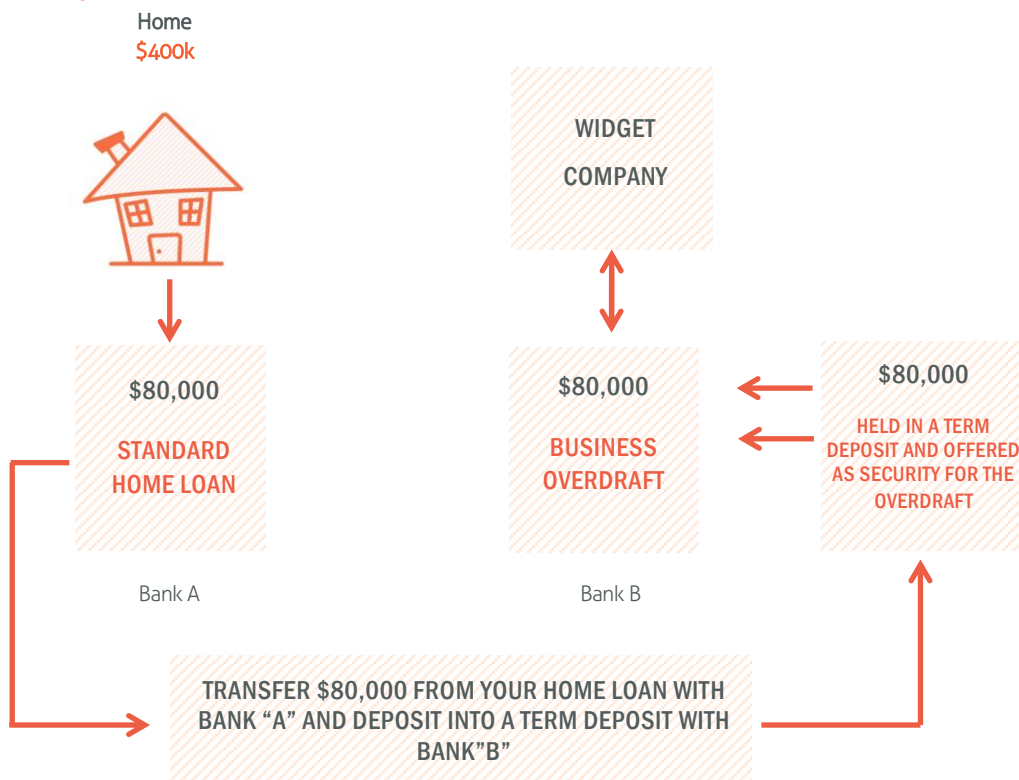 Home
$400k
WIDGET
COMPANY
$80,000
STANDARD
HOME LOAN
Bank A
$80,000
BUSINESS
OVERDRAFT
Bank B
$80,000
HELD IN A TERM
DEPOSIT AND OFFERED
AS SECURITY FOR THE
OVERDRAFT
TRANSFER $80,000 FROM YOUR HOME LOAN WITH
BANK “A” AND DEPOSIT INTO A TERM DEPOSIT WITH
BANK”B”